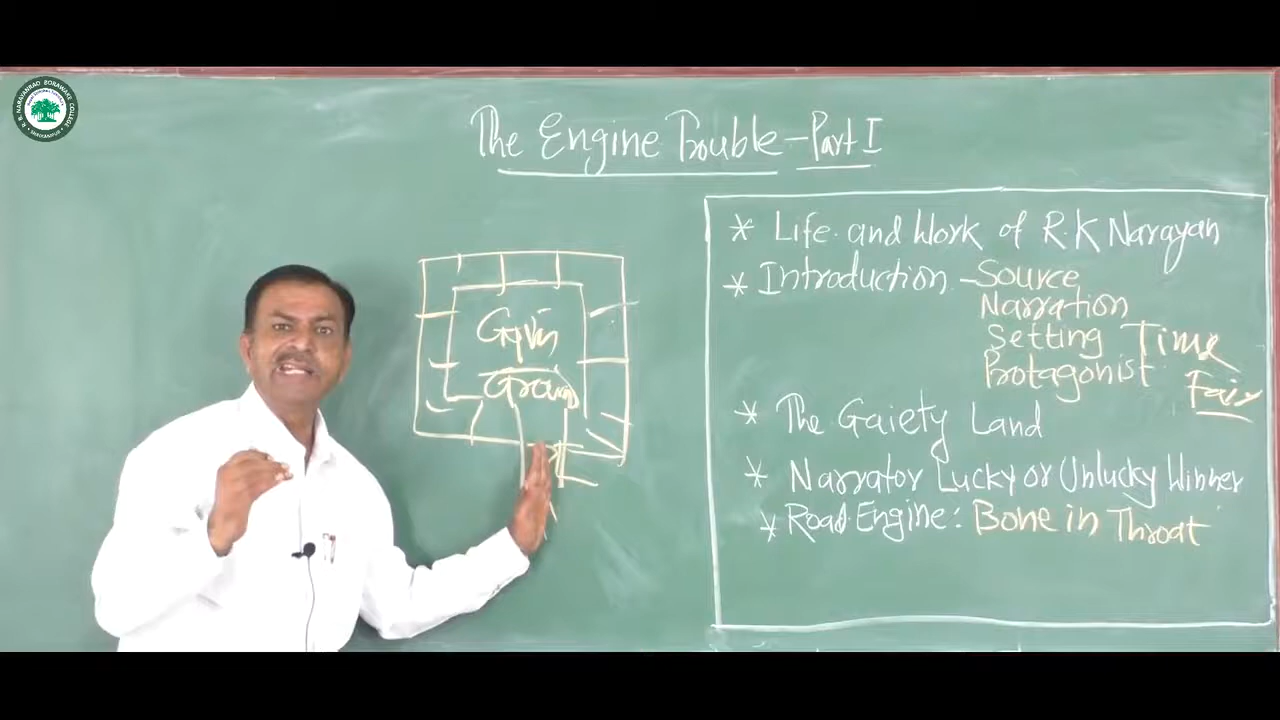 The Engine Trouble - Part I
* Life and Work of R.K Narayan
* Introduction - Source
Narration
Setting Time
Protagonist Fair
* The Gaiety Land
* Narrator Lucky or Unlucky Winner
* Road Engine: Bone in Throat